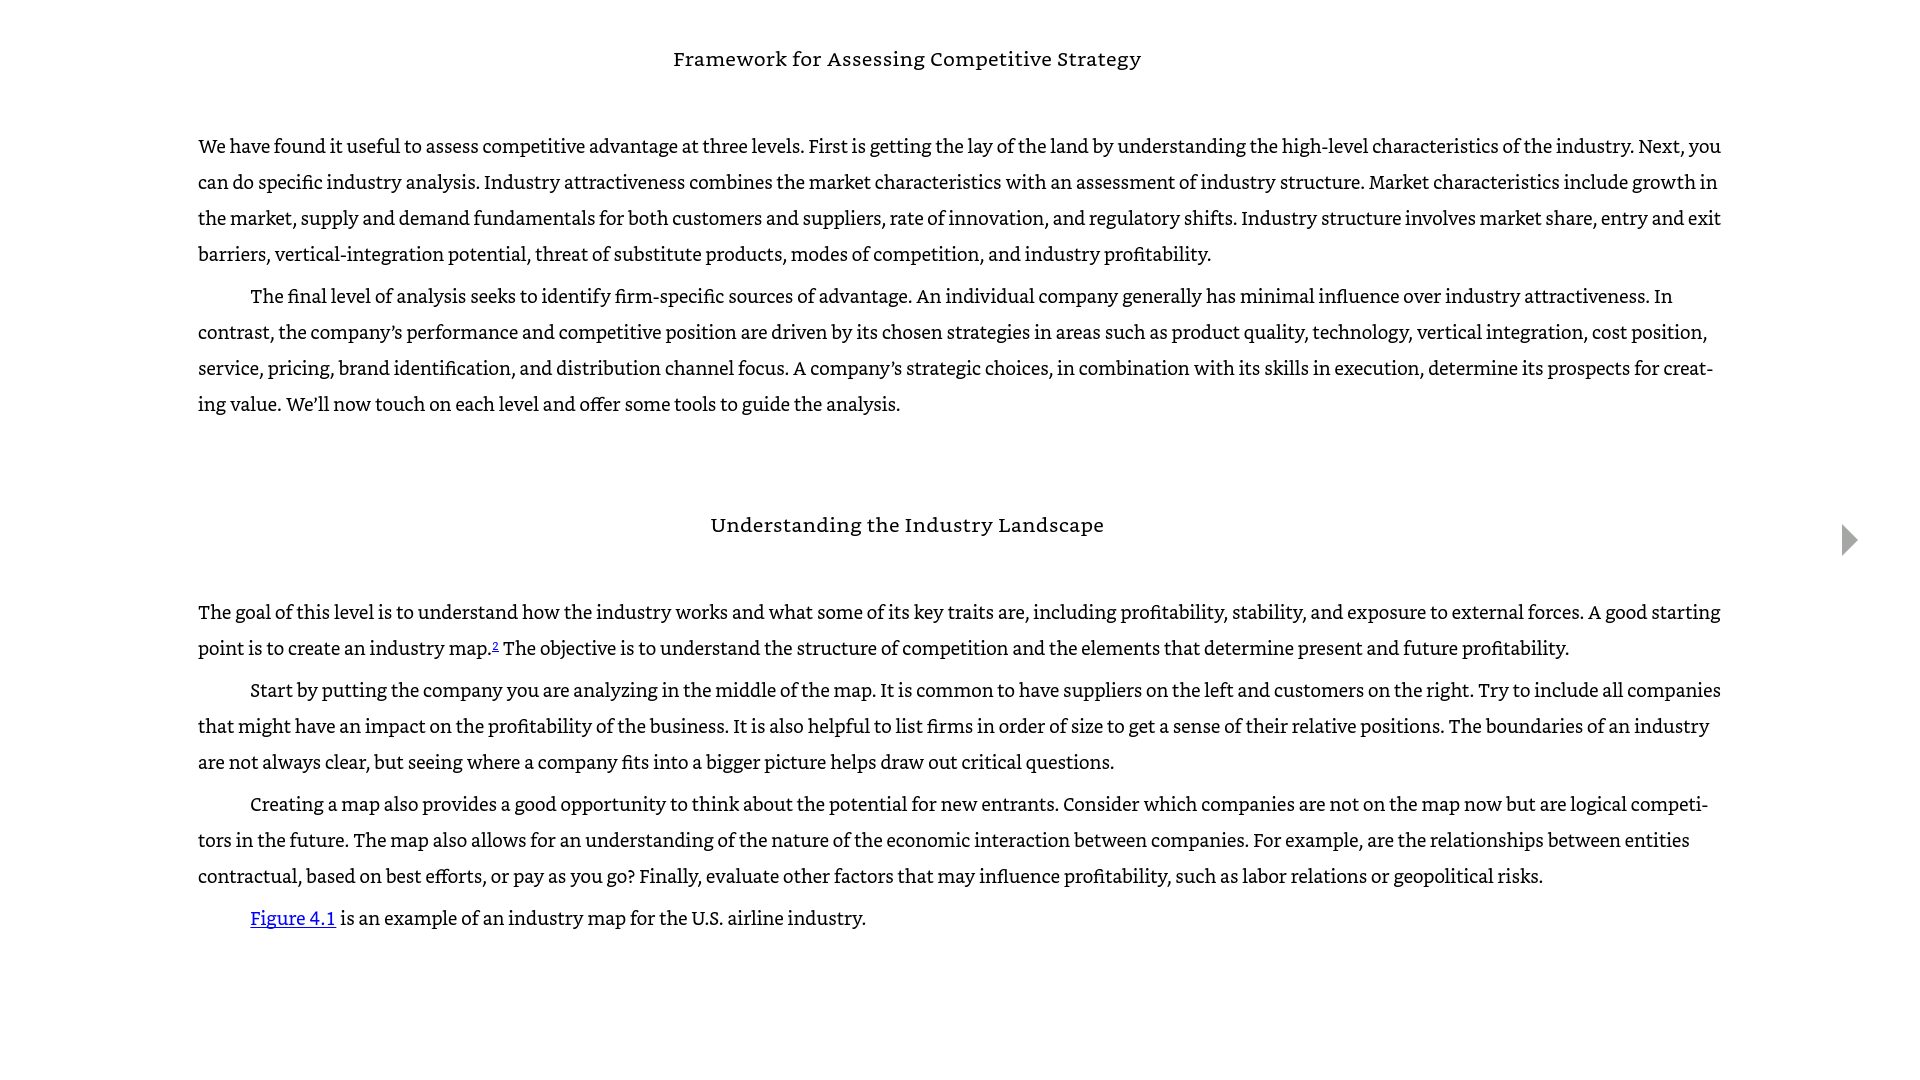 Framework for Assessing Competitive Strategy
We have found it useful to assess competitive advantage at three levels. First is getting the lay of the land by understanding the high-level characteristics of the industry. Next, you
can do specific industry analysis. Industry attractiveness combines the market characteristics with an assessment of industry structure. Market characteristics include growth in
the market, supply and demand fundamentals for both customers and suppliers, rate of innovation, and regulatory shifts. Industry structure involves market share, entry and exit
barriers, vertical-integration potential, threat of substitute products, modes of competition, and industry profitability.
The final level of analysis seeks to identify firm-specific sources of advantage. An individual company generally has minimal influence over industry attractiveness. In
contrast, the company’s performance and competitive position are driven by its chosen strategies in areas such as product quality, technology, vertical integration, cost position,
service, pricing, brand identification, and distribution channel focus. A company’s strategic choices, in combination with its skills in execution, determine its prospects for creat-
ing value. We’ll now touch on each level and offer some tools to guide the analysis.
Understanding the Industry Landscape
The goal of this level is to understand how the industry works and what some of its key traits are, including profitability, stability, and exposure to external forces. A good starting
point is to create an industry map.2 The objective is to understand the structure of competition and the elements that determine present and future profitability.
Start by putting the company you are analyzing in the middle of the map. It is common to have suppliers on the left and customers on the right. Try to include all companies
that might have an impact on the profitability of the business. It is also helpful to list firms in order of size to get a sense of their relative positions. The boundaries of an industry
are not always clear, but seeing where a company fits into a bigger picture helps draw out critical questions.
Creating a map also provides a good opportunity to think about the potential for new entrants. Consider which companies are not on the map now but are logical competi-
tors in the future. The map also allows for an understanding of the nature of the economic interaction between companies. For example, are the relationships between entities
contractual, based on best efforts, or pay as you go? Finally, evaluate other factors that may influence profitability, such as labor relations or geopolitical risks.
Figure 4.1 is an example of an industry map for the U.S. airline industry.